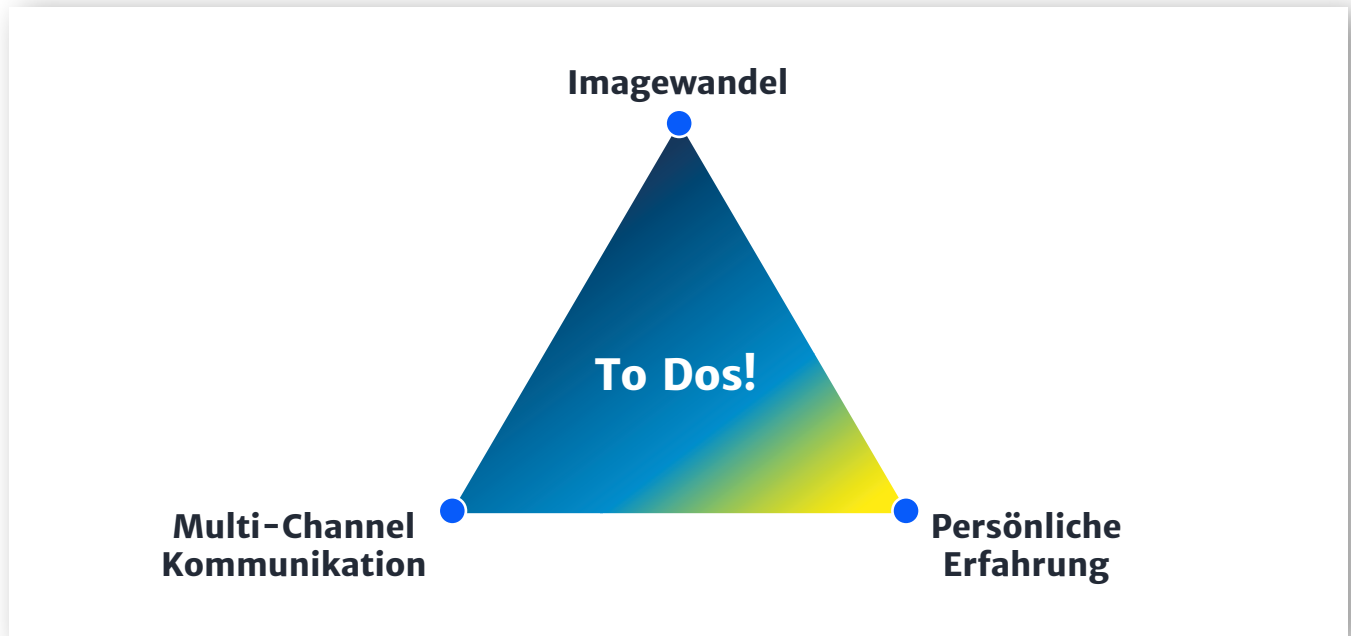 Imagewandel
To Dos!
Multi-Channel
Kommunikation
Persönliche
Erfahrung